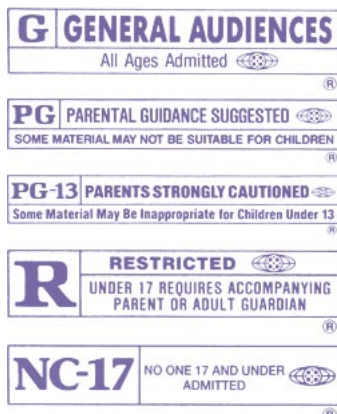 G GENERAL AUDIENCES
All Ages Admitted
®
PG PARENTAL GUIDANCE SUGGESTED
SOME MATERIAL MAY NOT BE SUITABLE FOR CHILDREN
®
PG-13 PARENTS STRONGLY CAUTIONED
Some Material May Be Inappropriate for Children Under 13
®
R
RESTRICTED
UNDER 17 REQUIRES ACCOMPANYING
PARENT OR ADULT GUARDIAN
®
NC-17
NO ONE 17 AND UNDER
ADMITTED
®